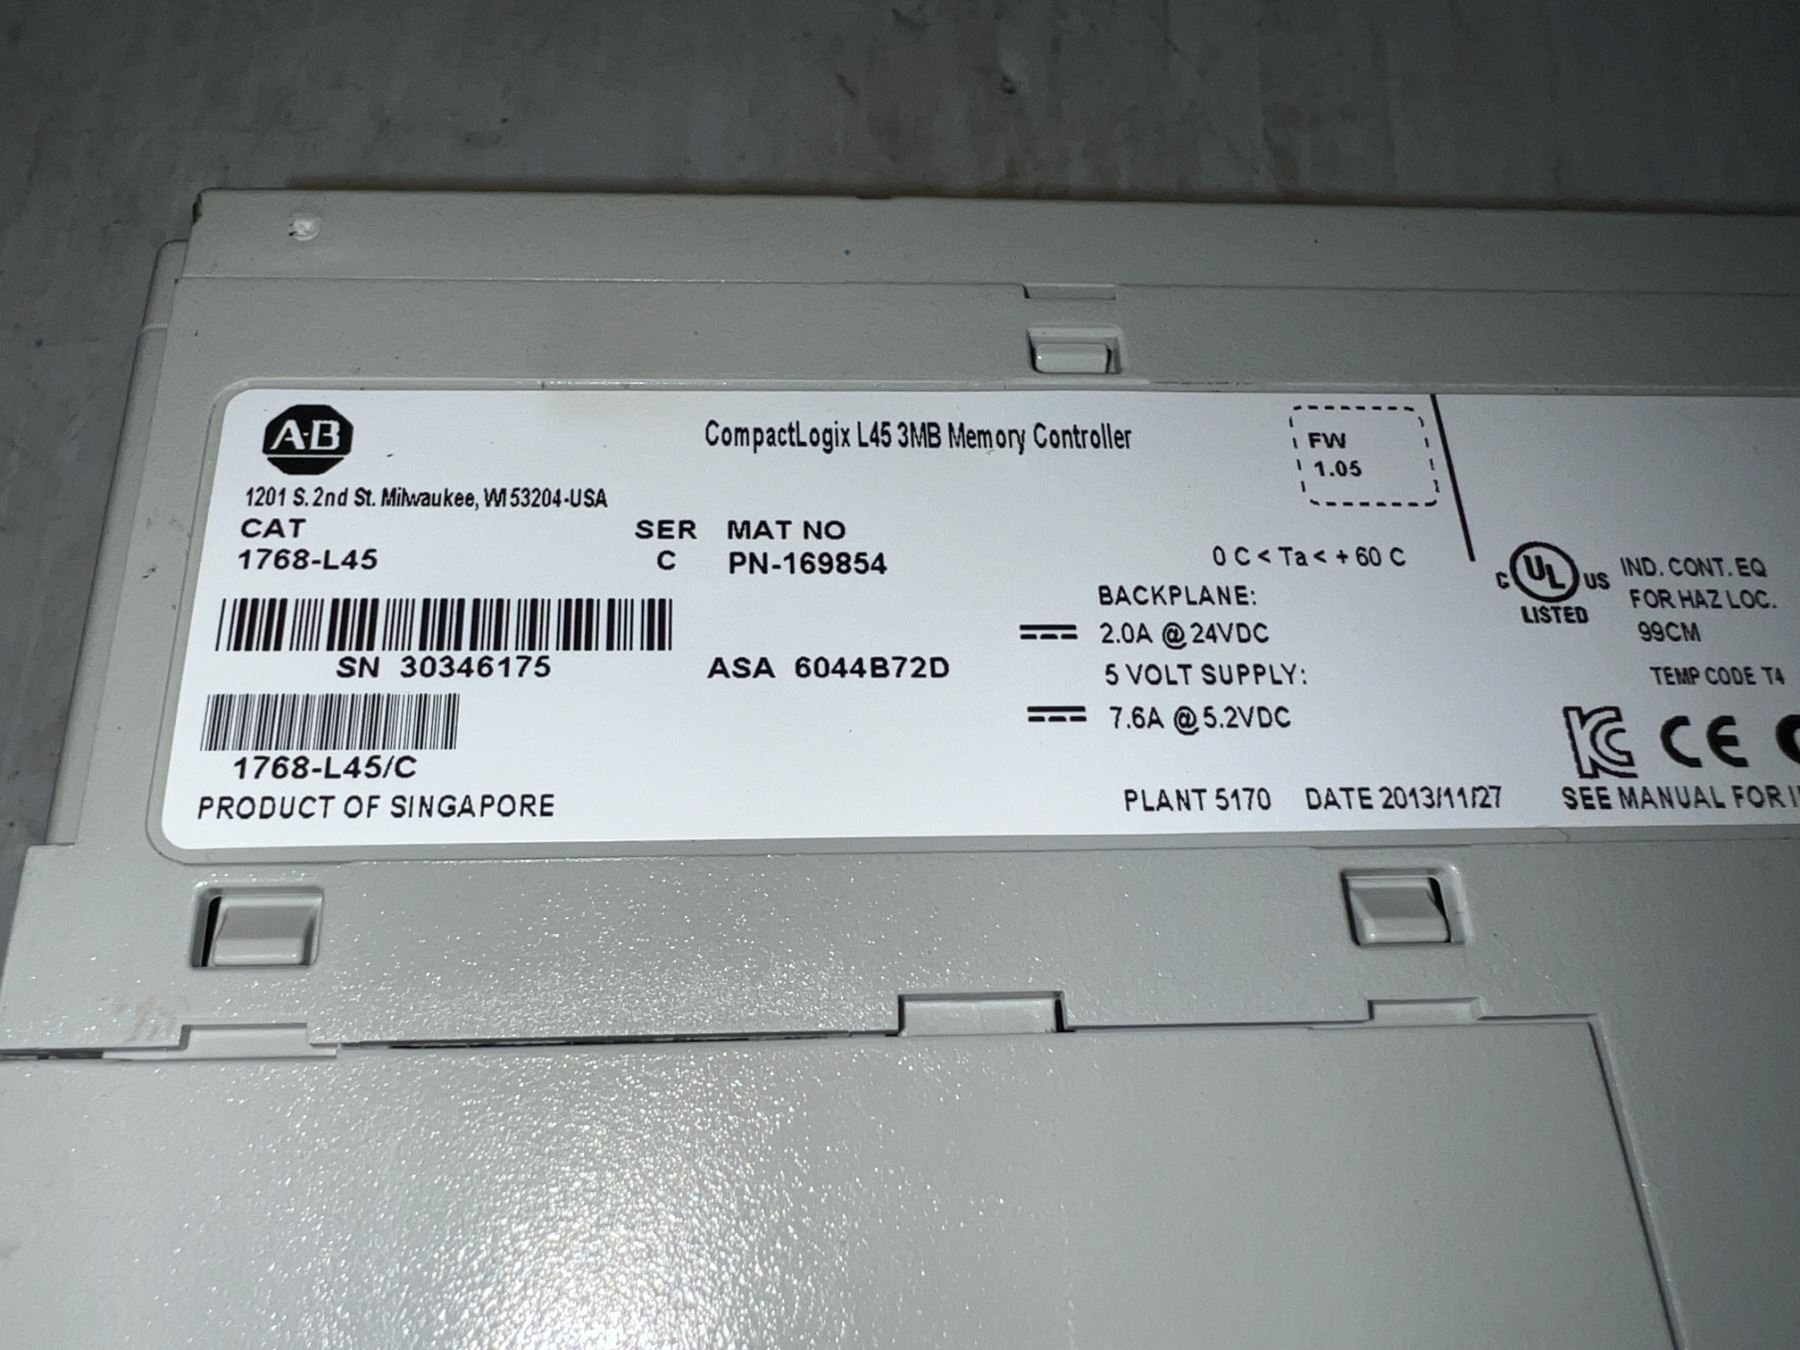 A-B
CompactLogix L45 3MB Memory Controller
FW
1.05
1201 S. 2nd St. Milwaukee, WI 53204-USA
CAT SER MAT NO
1768-L45 C PN-169854
0 C < Ta < + 60 C
BACKPLANE:
2.0A @ 24VDC
5 VOLT SUPPLY:
7.6A @ 5.2VDC
SN 30346175 ASA 6044B72D
1768-L45/C
PRODUCT OF SINGAPORE
PLANT 5170 DATE 2013/11/27
C UL US
LISTED
IND. CONT. EQ
FOR HAZ LOC.
99CM
TEMP CODE T4
KC CE
SEE MANUAL FOR